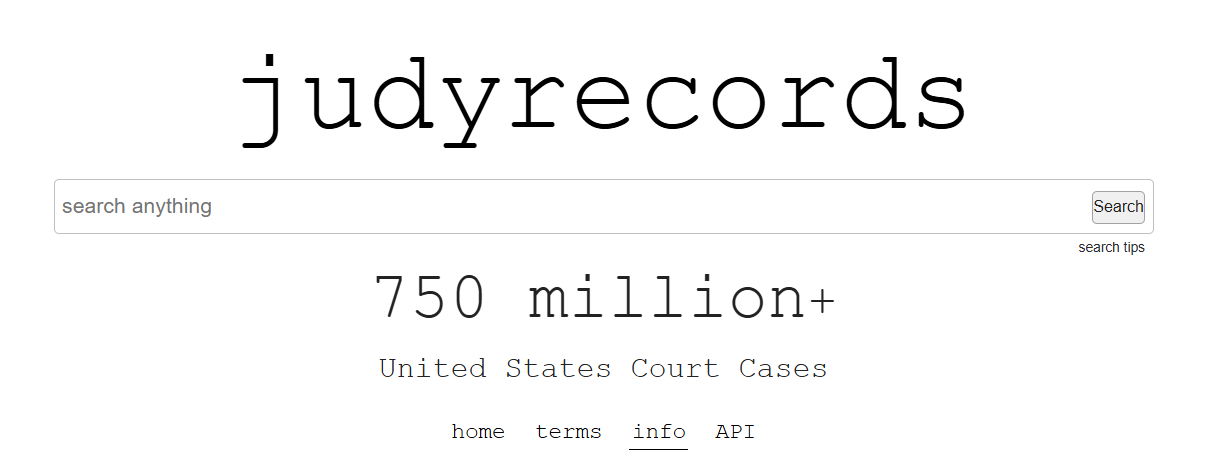 judyrecords
search anything
Search
search tips
750 million+
United States Court Cases
home terms info API